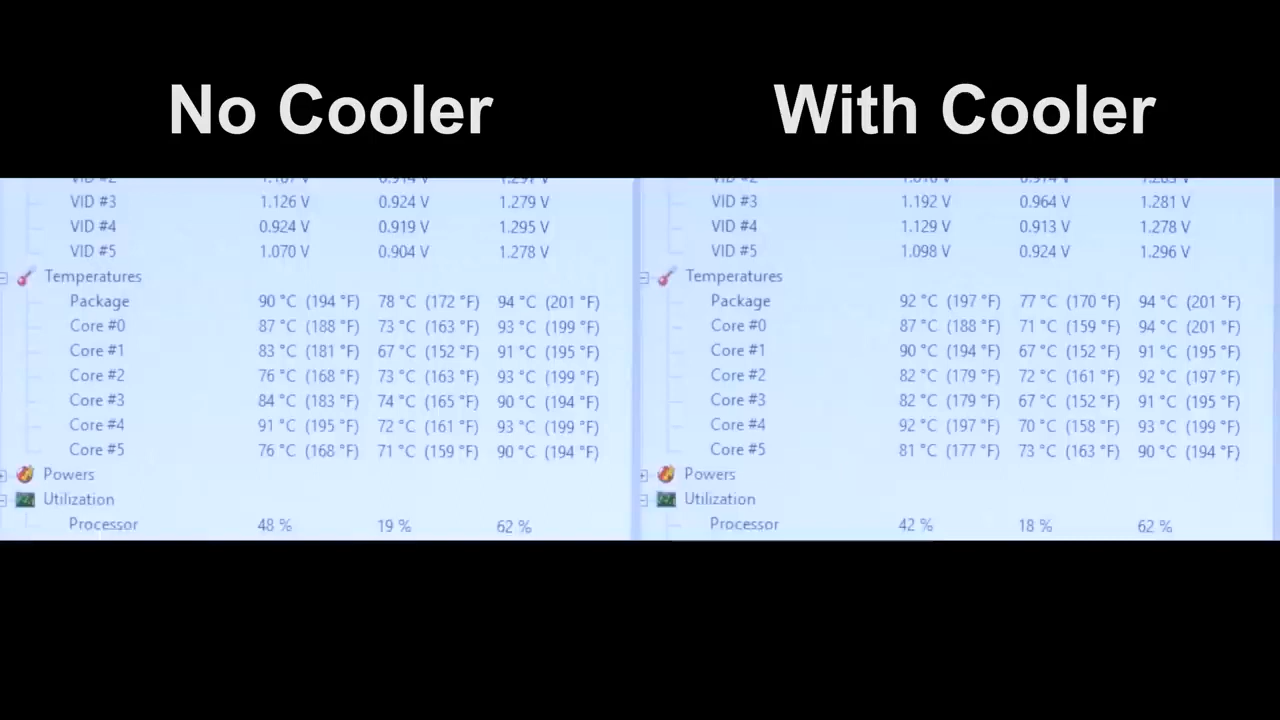 No Cooler
With Cooler
VID #3 1.126 V 0.924 V 1.279 V
VID #4 0.924 V 0.919 V 1.295 V
VID #5 1.070 V 0.904 V 1.278 V
Temperatures
Package 90 °C (194 °F) 78 °C (172 °F) 94 °C (201 °F)
Core #0 87 °C (188 °F) 73 °C (163 °F) 93 °C (199 °F)
Core #1 83 °C (181 °F) 67 °C (152 °F) 91 °C (195 °F)
Core #2 76 °C (168 °F) 73 °C (163 °F) 93 °C (199 °F)
Core #3 84 °C (183 °F) 74 °C (165 °F) 90 °C (194 °F)
Core #4 91 °C (195 °F) 72 °C (161 °F) 93 °C (199 °F)
Core #5 76 °C (168 °F) 71 °C (159 °F) 90 °C (194 °F)
Powers
Utilization
Processor 48 % 19 % 62 %
VID #3 1.192 V 0.964 V 1.281 V
VID #4 1.129 V 0.913 V 1.278 V
VID #5 1.098 V 0.924 V 1.296 V
Temperatures
Package 92 °C (197 °F) 77 °C (170 °F) 94 °C (201 °F)
Core #0 87 °C (188 °F) 71 °C (159 °F) 94 °C (201 °F)
Core #1 90 °C (194 °F) 67 °C (152 °F) 91 °C (195 °F)
Core #2 82 °C (179 °F) 72 °C (161 °F) 92 °C (197 °F)
Core #3 82 °C (179 °F) 67 °C (152 °F) 91 °C (195 °F)
Core #4 92 °C (197 °F) 70 °C (158 °F) 93 °C (199 °F)
Core #5 81 °C (177 °F) 73 °C (163 °F) 90 °C (194 °F)
Powers
Utilization
Processor 42 % 18 % 62 %